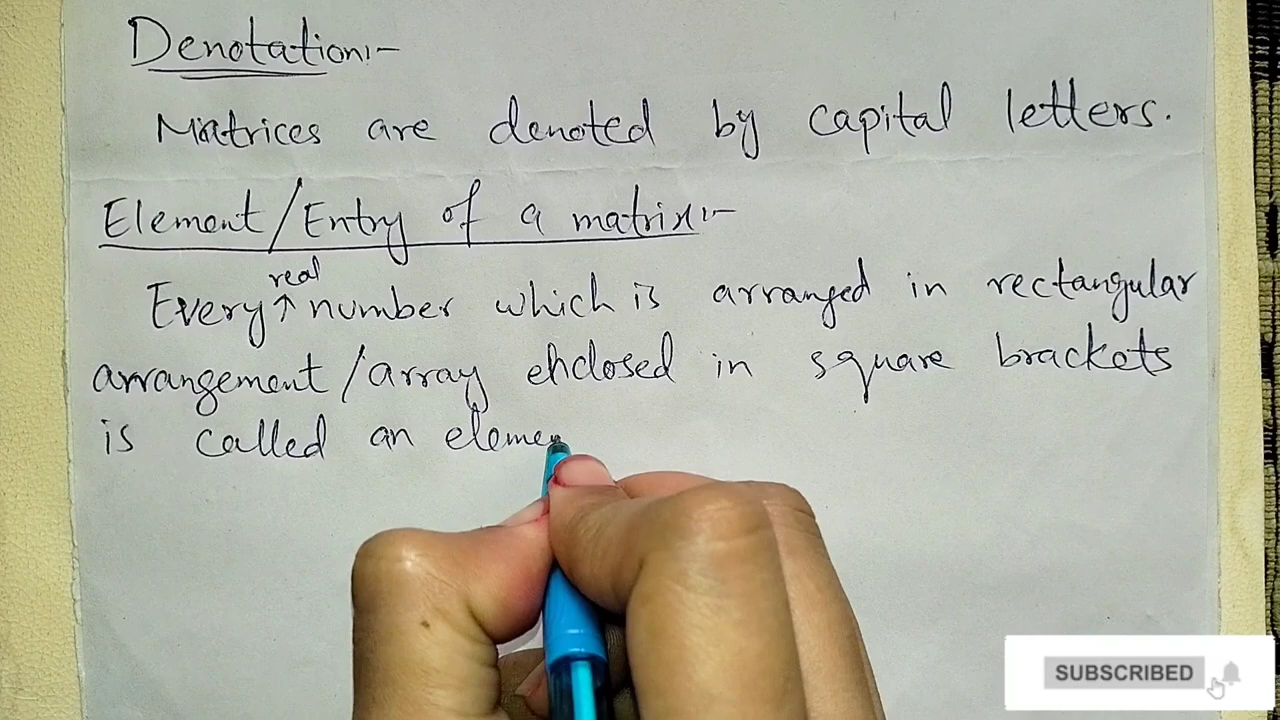 Denotation:-
Matrices are denoted by capital letters.
Element/Entry of a matrix:-
real
Every ↑ number which is arranged in rectangular
arrangement/array enclosed in square brackets
is called an elemen
SUBSCRIBED